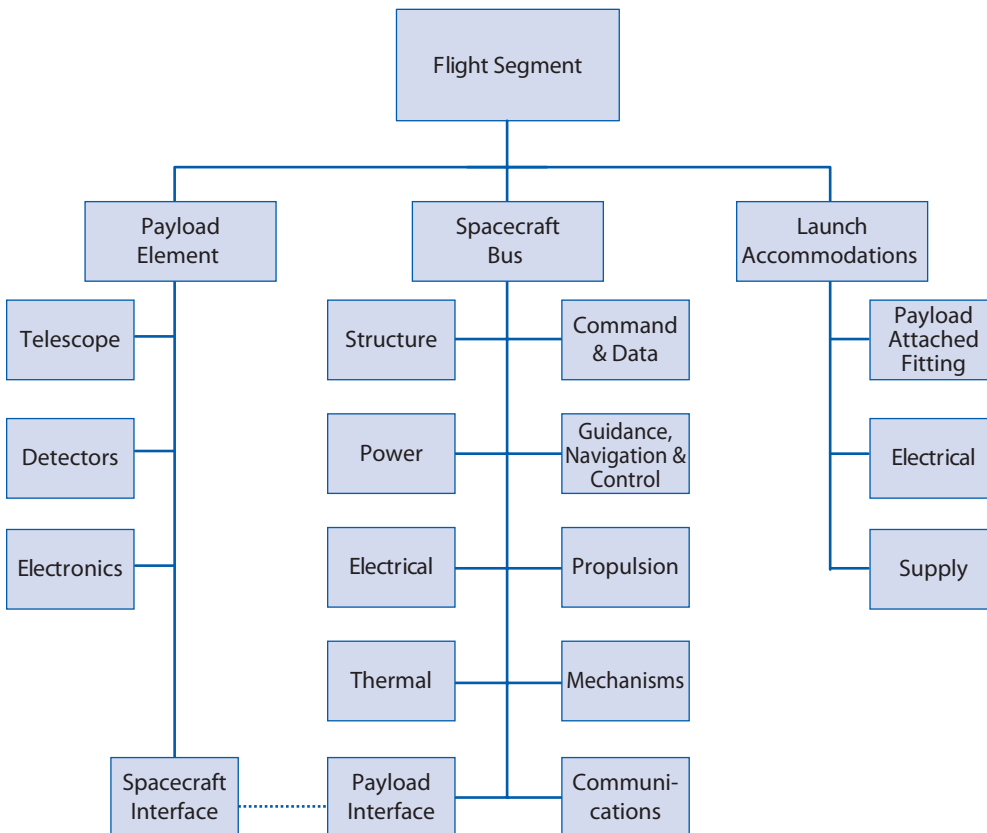 Flight Segment
Payload
Element
Spacecraft
Bus
Launch
Accommodations
Telescope
Structure
Command
& Data
Payload
Attached
Fitting
Detectors
Power
Guidance,
Navigation &
Control
Electrical
Electronics
Electrical
Propulsion
Supply
Thermal
Mechanisms
Spacecraft
Interface
Payload
Interface
Communi-
cations